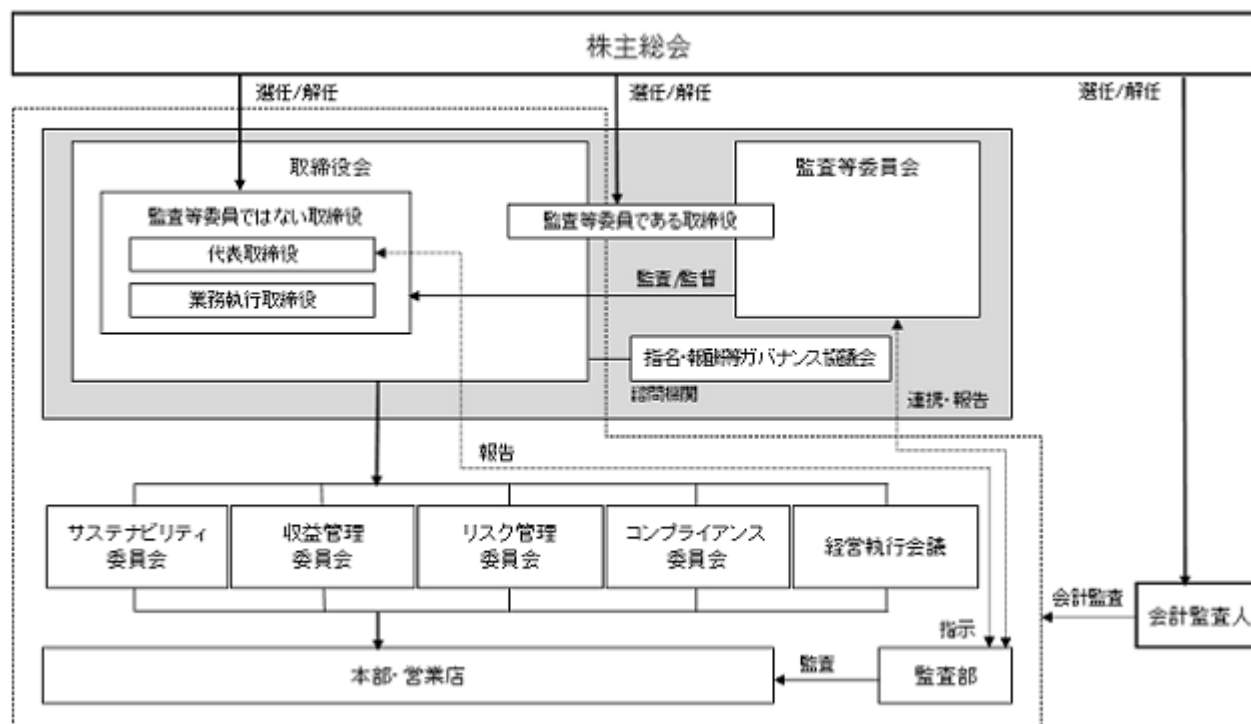 株主総会
選任/解任
選任/解任
選任/解任
取締役会
監査等委員会
監査等委員ではない取締役
監査等委員である取締役
代表取締役
業務執行取締役
監査/監督
指名・報酬等ガバナンス協議会
諮問機関
連携・報告
報告
サステナビリティ
委員会
収益管理
委員会
リスク管理
委員会
コンプライアンス
委員会
経営執行会議
会計監査
会計監査人
指示
本部・営業店
監査
監査部